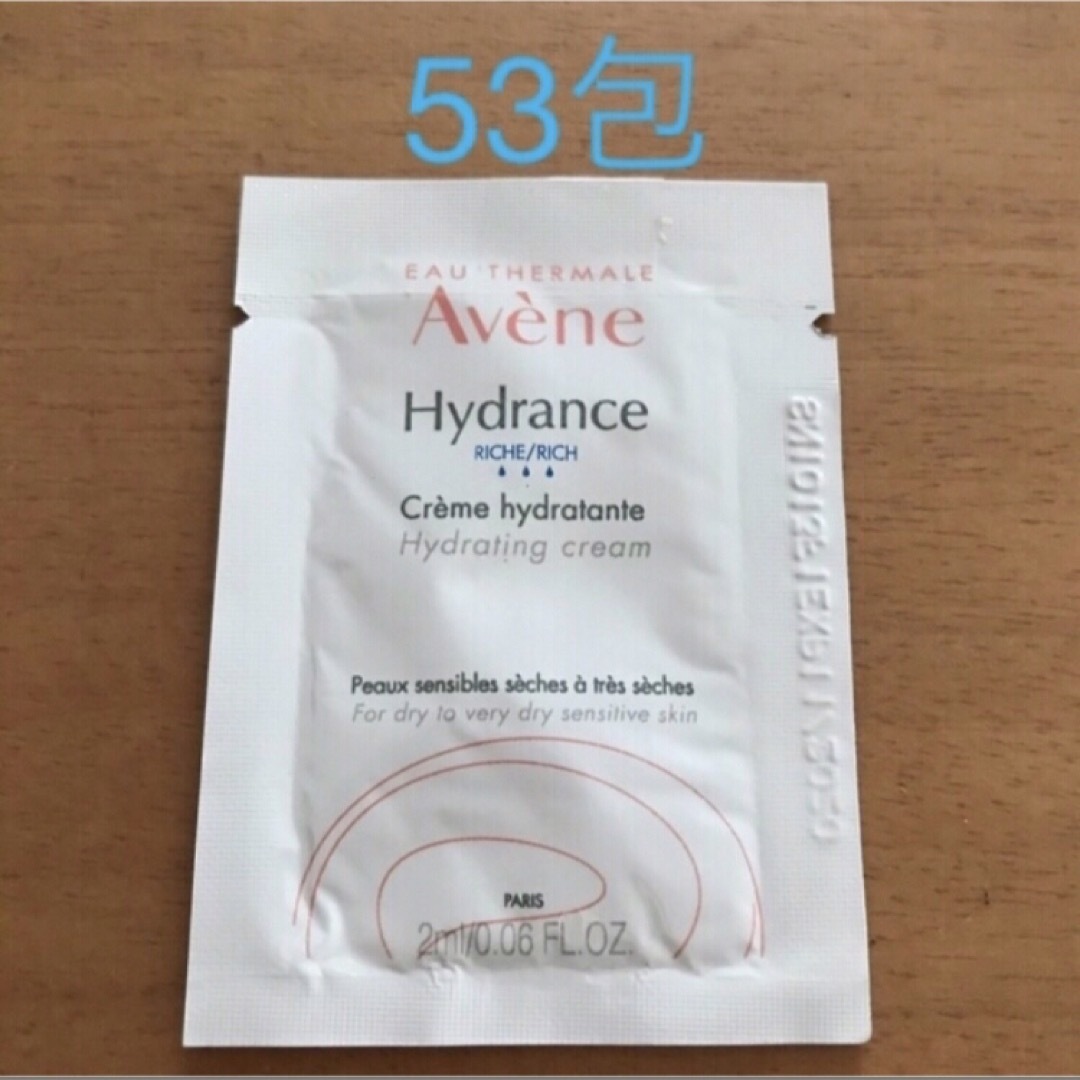 53包
EAU THERMALE
Avène
Hydrance
RICHE/RICH
Crème hydratante
Hydrating cream
Peaux sensibles sèches à très sèches
For dry to very dry sensitive skin
PARIS
2ml/0.06 FL.OZ.